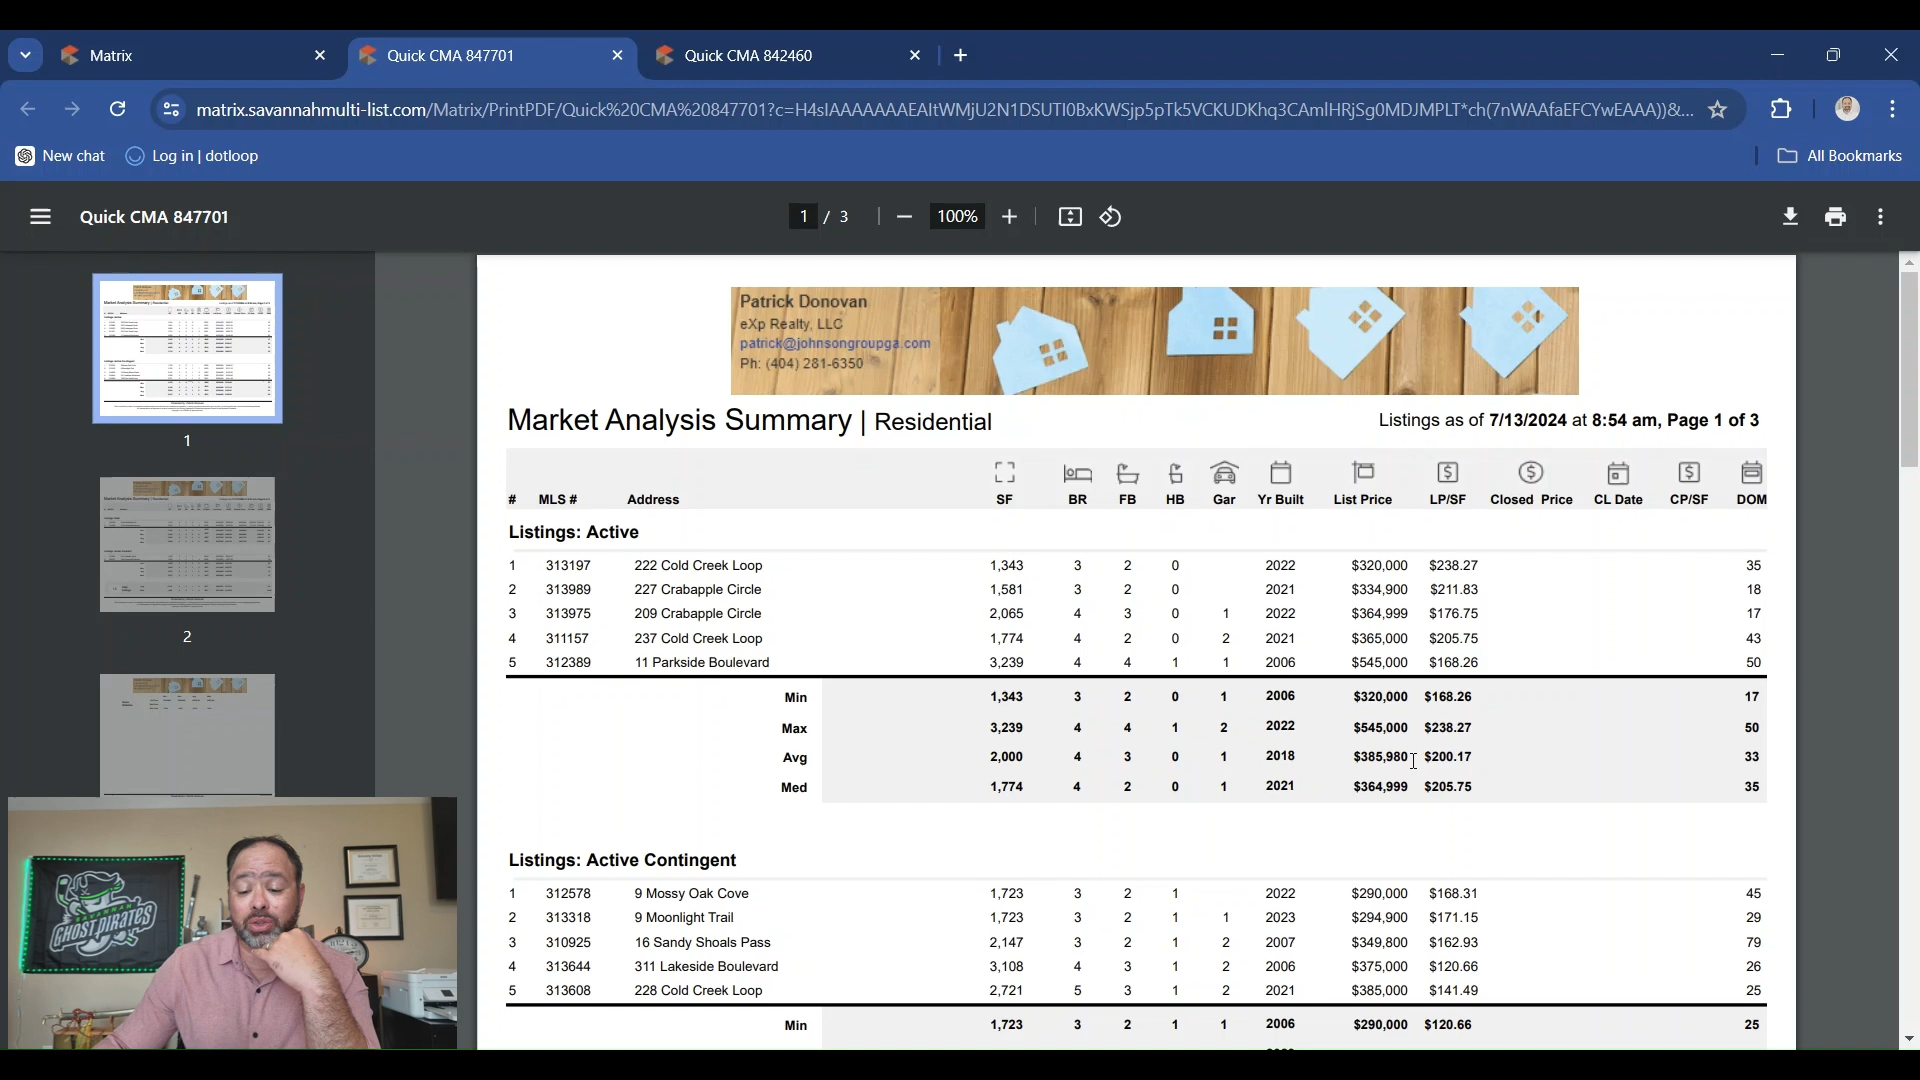 Matrix
Quick CMA 847701
Quick CMA 842460
matrix.savannahmulti-list.com/Matrix/PrintPDF/Quick%20CMA%20847701?c=H4sIAAAAAAAEAItWMjU2N1DSUTI0BxKWSjp5pTk5VCKUDKhq3CAmlHRjSg0MDJMPLT*ch(7nWAAfaEFCYwEAAA))&...
New chat
Log in | dotloop
All Bookmarks
Quick CMA 847701
1 / 3
100%
1
2
Patrick Donovan
eXp Realty, LLC
patrick@johnsongroupga.com
Ph: (404) 281-6350
Market Analysis Summary | Residential
Listings as of 7/13/2024 at 8:54 am, Page 1 of 3
# MLS # Address SF BR FB HB Gar Yr Built List Price LP/SF Closed Price CL Date CP/SF DOM
Listings: Active
1 313197 222 Cold Creek Loop 1,343 3 2 0 2022 $320,000 $238.27 35
2 313989 227 Crabapple Circle 1,581 3 2 0 2021 $334,900 $211.83 18
3 313975 209 Crabapple Circle 2,065 4 3 0 1 2022 $364,999 $176.75 17
4 311157 237 Cold Creek Loop 1,774 4 2 0 2 2021 $365,000 $205.75 43
5 312389 11 Parkside Boulevard 3,239 4 4 1 1 2006 $545,000 $168.26 50
Min 1,343 3 2 0 1 2006 $320,000 $168.26 17
Max 3,239 4 4 1 2 2022 $545,000 $238.27 50
Avg 2,000 4 3 0 1 2018 $385,980 $200.17 33
Med 1,774 4 2 0 1 2021 $364,999 $205.75 35
Listings: Active Contingent
1 312578 9 Mossy Oak Cove 1,723 3 2 1 2022 $290,000 $168.31 45
2 313318 9 Moonlight Trail 1,723 3 2 1 1 2023 $294,900 $171.15 29
3 310925 16 Sandy Shoals Pass 2,147 3 2 1 2 2007 $349,800 $162.93 79
4 313644 311 Lakeside Boulevard 3,108 4 3 1 2 2006 $375,000 $120.66 26
5 313608 228 Cold Creek Loop 2,721 5 3 1 2 2021 $385,000 $141.49 25
Min 1,723 3 2 1 1 2006 $290,000 $120.66 25
SAVANNAH
GHOST PIRATES